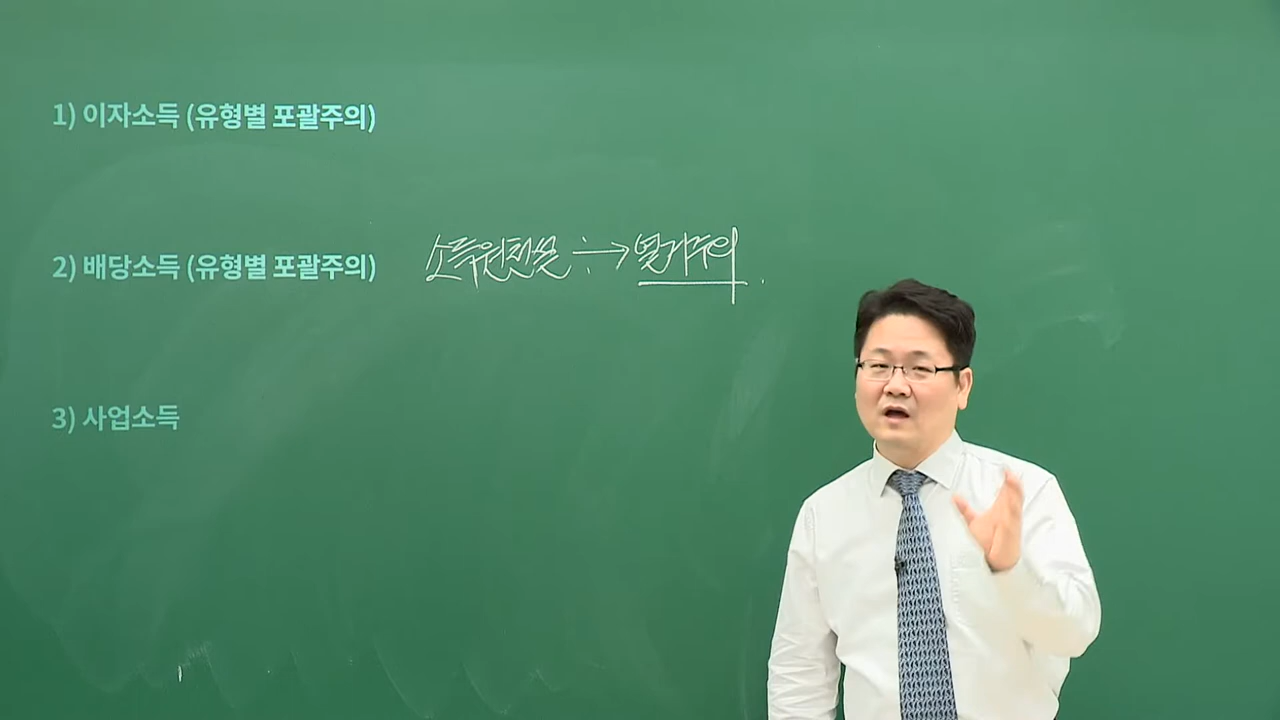 1) 이자소득 (유형별 포괄주의)
2) 배당소득 (유형별 포괄주의) 소득원천설 → 열거주의
3) 사업소득